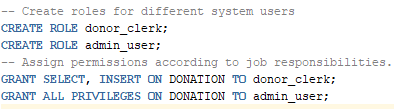 -- Create roles for different system users
CREATE ROLE donor_clerk;
CREATE ROLE admin_user;
-- Assign permissions according to job responsibilities.
GRANT SELECT, INSERT ON DONATION TO donor_clerk;
GRANT ALL PRIVILEGES ON DONATION TO admin_user;